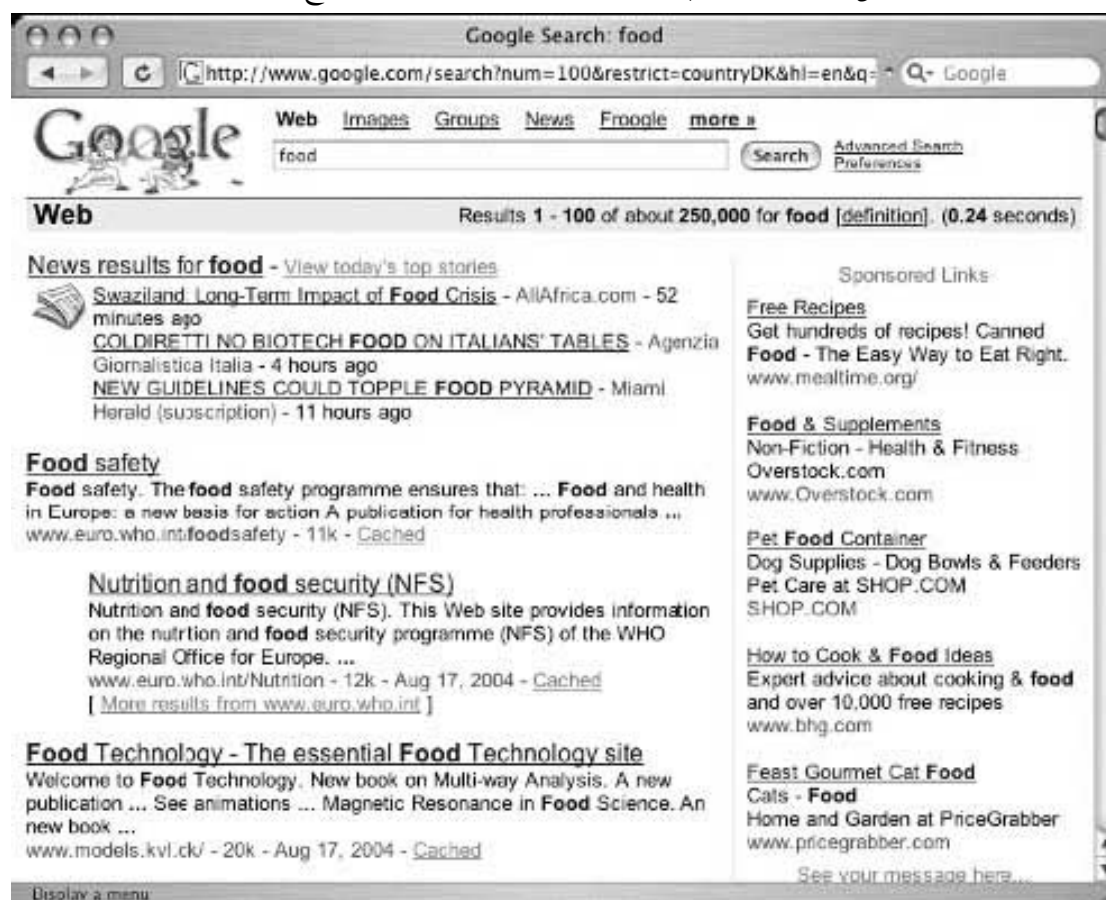 Google Search: food
http://www.google.com/search?num=100&restrict=countryDK&hl=en&q=
Google
Google
Web Images Groups News Froogle more »
food
Search
Advanced Search
Preferences
Web
Results 1 - 100 of about 250,000 for food [definition]. (0.24 seconds)
News results for food - View today's top stories
Swaziland: Long-Term Impact of Food Crisis - AllAfrica.com - 52
minutes ago
COLDIRETTI NO BIOTECH FOOD ON ITALIANS' TABLES - Agenzia
Giornalistica Italia - 4 hours ago
NEW GUIDELINES COULD TOPPLE FOOD PYRAMID - Miami
Herald (subscription) - 11 hours ago
Food safety
Food safety. The food safety programme ensures that: ... Food and health
in Europe: a new basis for action A publication for health professionals ...
www.euro.who.int/foodsafety - 11k - Cached
Nutrition and food security (NFS)
Nutrition and food security (NFS). This Web site provides information
on the nutrtion and food security programme (NFS) of the WHO
Regional Office for Europe. ...
www.euro.who.int/Nutrition - 12k - Aug 17, 2004 - Cached
[ More results from www.euro.who.int ]
Food Technology - The essential Food Technology site
Welcome to Food Technology. New book on Multi-way Analysis. A new
publication ... See animations ... Magnetic Resonance in Food Science. An
new book ...
www.models.kvl.dk/ - 20k - Aug 17, 2004 - Cached
Sponsored Links
Free Recipes
Get hundreds of recipes! Canned
Food - The Easy Way to Eat Right.
www.mealtime.org/
Food & Supplements
Non-Fiction - Health & Fitness
Overstock.com
www.Overstock.com
Pet Food Container
Dog Supplies - Dog Bowls & Feeders
Pet Care at SHOP.COM
SHOP.COM
How to Cook & Food Ideas
Expert advice about cooking & food
and over 10,000 free recipes
www.bhg.com
Feast Gourmet Cat Food
Cats - Food
Home and Garden at PriceGrabber
www.pricegrabber.com
See your message here...
Display a menu